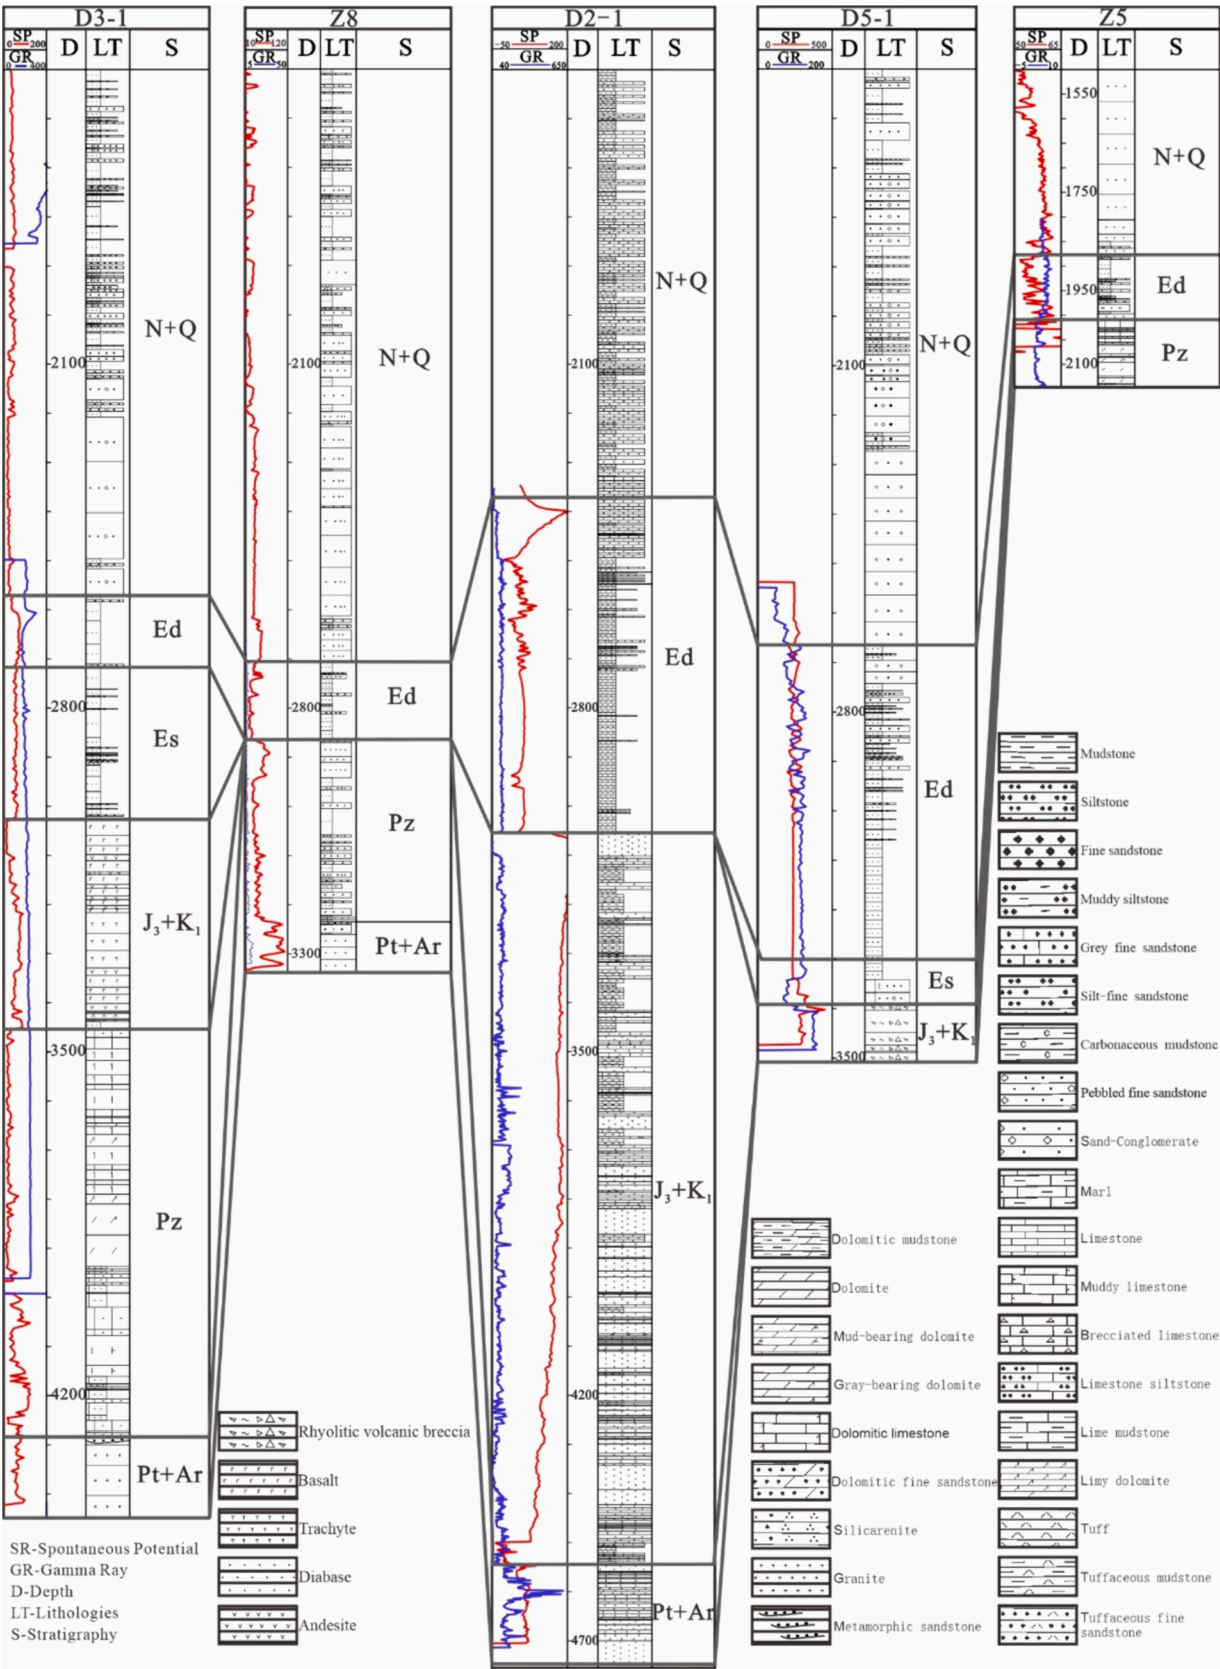 D3-1
SP
0 200
GR
0 400
D
LT
S
N+Q
-2100
Ed
-2800
Es
J3+K1
-3500
Pz
-4200
Pt+Ar
Z8
SP
10 120
GR
5 50
D
LT
S
N+Q
-2100
Ed
-2800
Pz
-3300
Pt+Ar
D2-1
SP
-50 200
GR
40 650
D
LT
S
N+Q
-2100
Ed
-2800
-3500
J3+K1
-4200
Pt+Ar
-4700
D5-1
SP
0 500
GR
0 200
D
LT
S
N+Q
-2100
-2800
Ed
Es
J3+K1
-3500
Z5
SP
50 65
GR
-5 10
D
LT
S
-1550
N+Q
-1750
Ed
-1950
Pz
-2100
Mudstone
Siltstone
Fine sandstone
Muddy siltstone
Grey fine sandstone
Silt-fine sandstone
Carbonaceous mudstone
Pebbled fine sandstone
Sand-Conglomerate
Marl
Limestone
Muddy limestone
Brecciated limestone
Limestone siltstone
Lime mudstone
Limy dolomite
Tuff
Tuffaceous mudstone
Tuffaceous fine
sandstone
Dolomitic mudstone
Dolomite
Mud-bearing dolomite
Gray-bearing dolomite
Dolomitic limestone
Dolomitic fine sandstone
Silicarenite
Granite
Metamorphic sandstone
Rhyolitic volcanic breccia
Basalt
Trachyte
Diabase
Andesite
SR-Spontaneous Potential
GR-Gamma Ray
D-Depth
LT-Lithologies
S-Stratigraphy